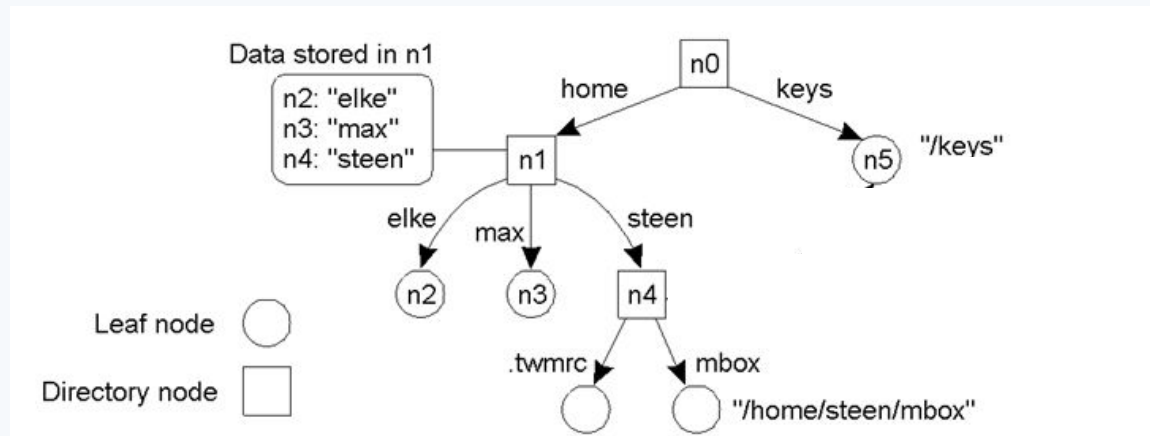 Data stored in n1
n0
home
keys
n2: "elke"
n3: "max"
n4: "steen"
n1
n5
"/keys"
elke
max
steen
n2
n3
n4
Leaf node
.twmrc
mbox
Directory node
"/home/steen/mbox"